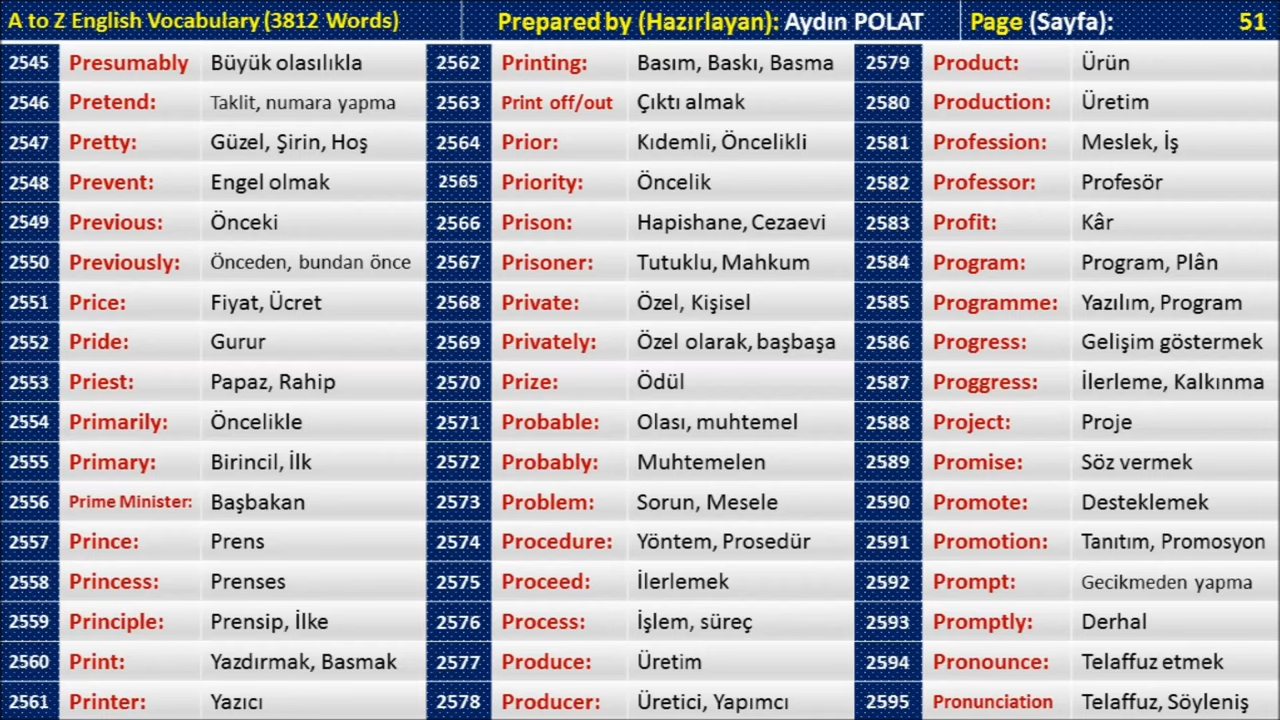 A to Z English Vocabulary (3812 Words) Prepared by (Hazırlayan): Aydın POLAT Page (Sayfa): 51
2545 Presumably Büyük olasılıkla
2546 Pretend: Taklit, numara yapma
2547 Pretty: Güzel, Şirin, Hoş
2548 Prevent: Engel olmak
2549 Previous: Önceki
2550 Previously: Önceden, bundan önce
2551 Price: Fiyat, Ücret
2552 Pride: Gurur
2553 Priest: Papaz, Rahip
2554 Primarily: Öncelikle
2555 Primary: Birincil, İlk
2556 Prime Minister: Başbakan
2557 Prince: Prens
2558 Princess: Prenses
2559 Principle: Prensip, İlke
2560 Print: Yazdırmak, Basmak
2561 Printer: Yazıcı
2562 Printing: Basım, Baskı, Basma
2563 Print off/out Çıktı almak
2564 Prior: Kıdemli, Öncelikli
2565 Priority: Öncelik
2566 Prison: Hapishane, Cezaevi
2567 Prisoner: Tutuklu, Mahkum
2568 Private: Özel, Kişisel
2569 Privately: Özel olarak, başbaşa
2570 Prize: Ödül
2571 Probable: Olası, muhtemel
2572 Probably: Muhtemelen
2573 Problem: Sorun, Mesele
2574 Procedure: Yöntem, Prosedür
2575 Proceed: İlerlemek
2576 Process: İşlem, süreç
2577 Produce: Üretim
2578 Producer: Üretici, Yapımcı
2579 Product: Ürün
2580 Production: Üretim
2581 Profession: Meslek, İş
2582 Professor: Profesör
2583 Profit: Kâr
2584 Program: Program, Plân
2585 Programme: Yazılım, Program
2586 Progress: Gelişim göstermek
2587 Proggress: İlerleme, Kalkınma
2588 Project: Proje
2589 Promise: Söz vermek
2590 Promote: Desteklemek
2591 Promotion: Tanıtım, Promosyon
2592 Prompt: Gecikmeden yapma
2593 Promptly: Derhal
2594 Pronounce: Telaffuz etmek
2595 Pronunciation Telaffuz, Söyleniş